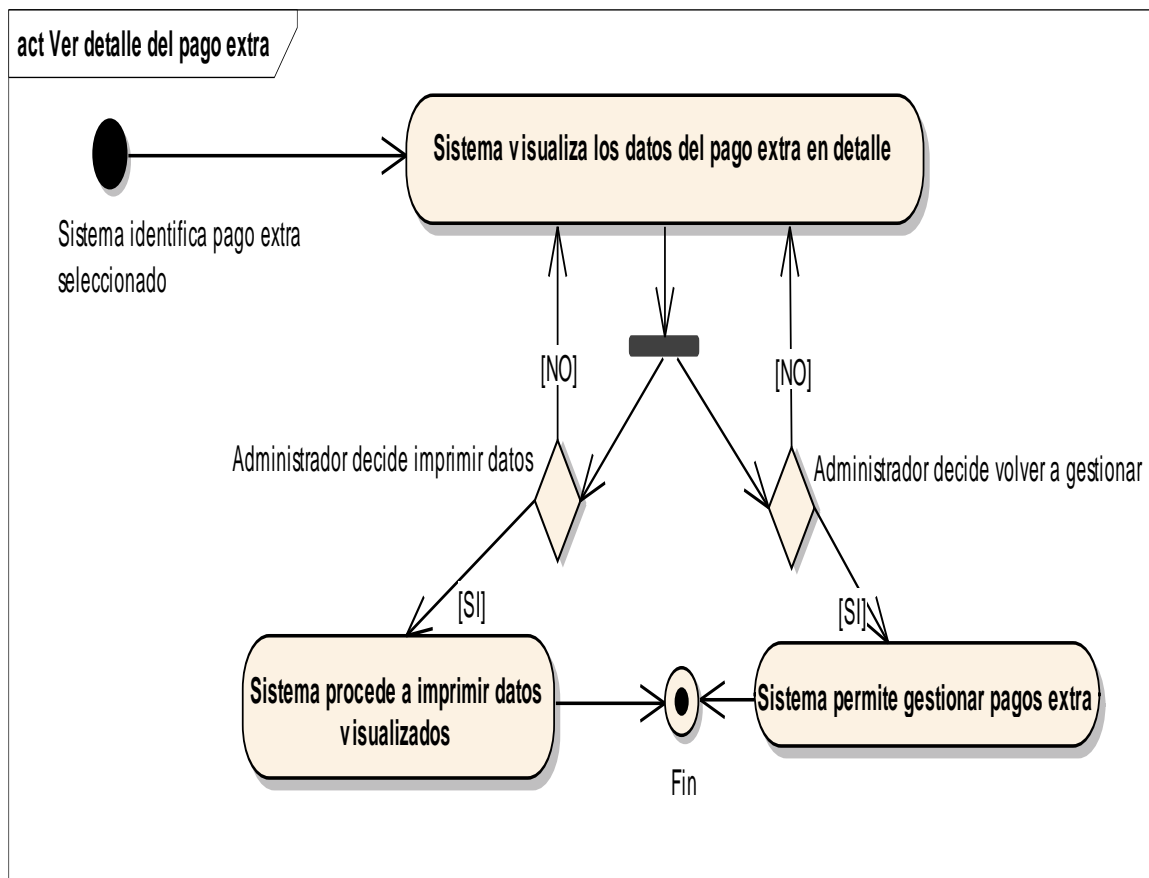 act Ver detalle del pago extra
Sistema visualiza los datos del pago extra en detalle
Sistema identifica pago extra
seleccionado
[NO]
[NO]
Administrador decide imprimir datos
Administrador decide volver a gestionar
[SI]
[SI]
Sistema procede a imprimir datos
visualizados
Sistema permite gestionar pagos extra
Fin